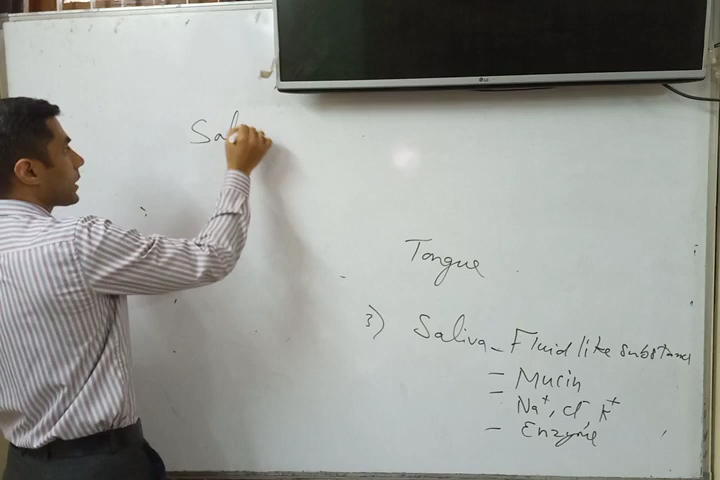 LG
Sal
Tongue
3) Saliva - Fluid like substance
- Mucin
- Na⁺, Cl⁻ K⁺
- Enzyme